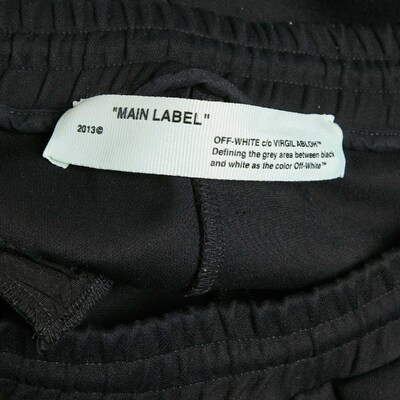 "MAIN LABEL"
2013©
OFF-WHITE c/o VIRGIL ABLOH™
Defining the grey area between black
and white as the color Off-White™